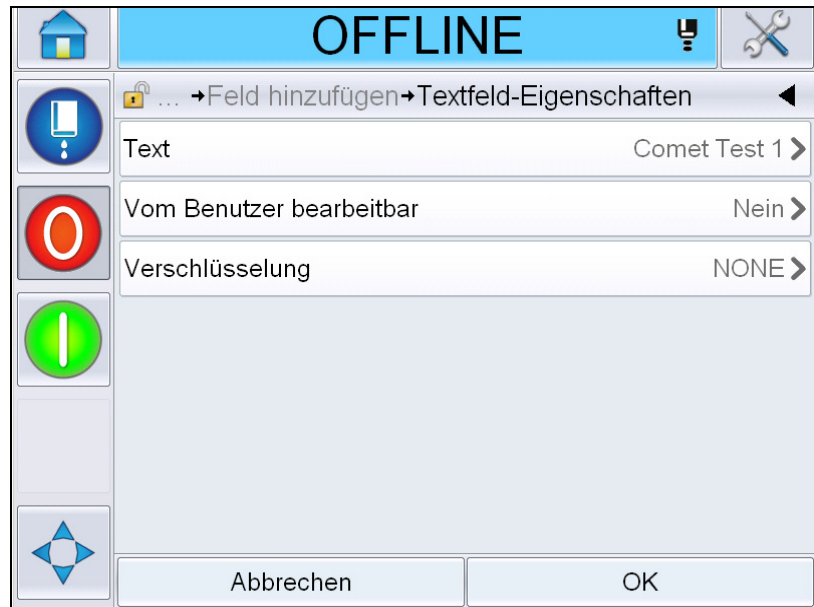 OFFLINE
... →Feld hinzufügen→Textfeld-Eigenschaften
Text Comet Test 1
Vom Benutzer bearbeitbar Nein
Verschlüsselung NONE
Abbrechen OK